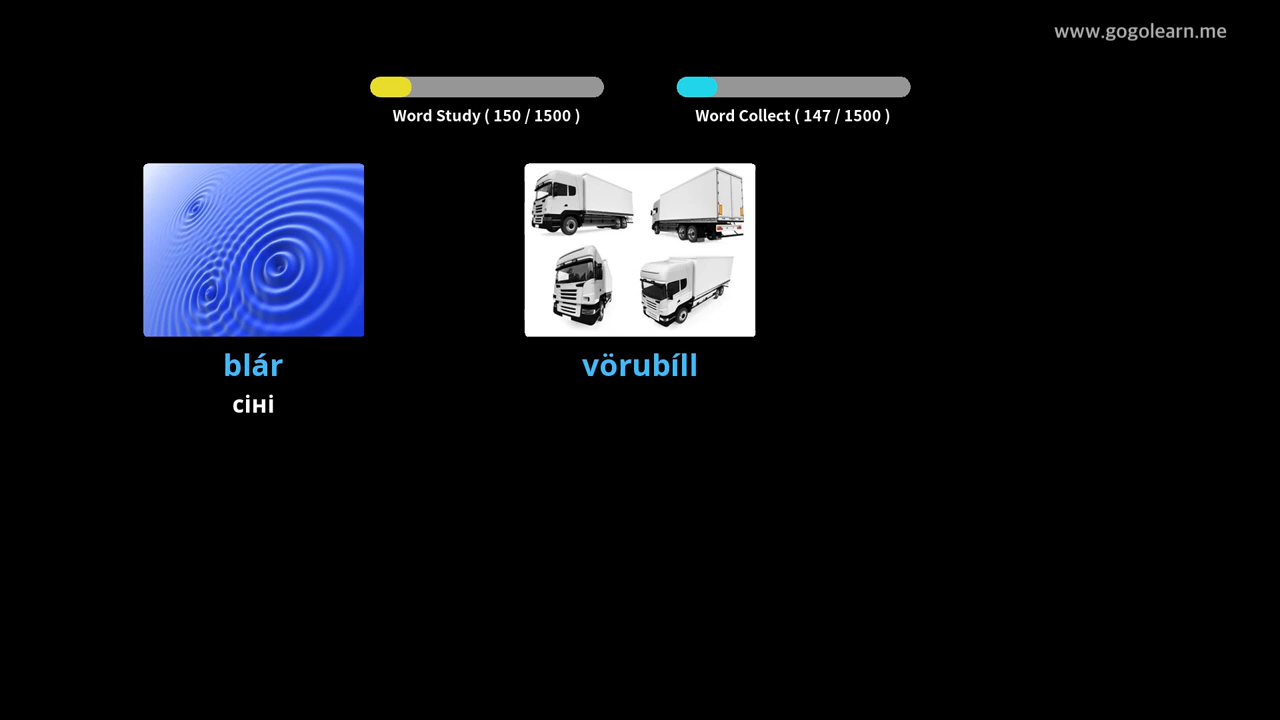 www.gogolearn.me
Word Study ( 150 / 1500 )
Word Collect ( 147 / 1500 )
blár
vörubíll
сіні